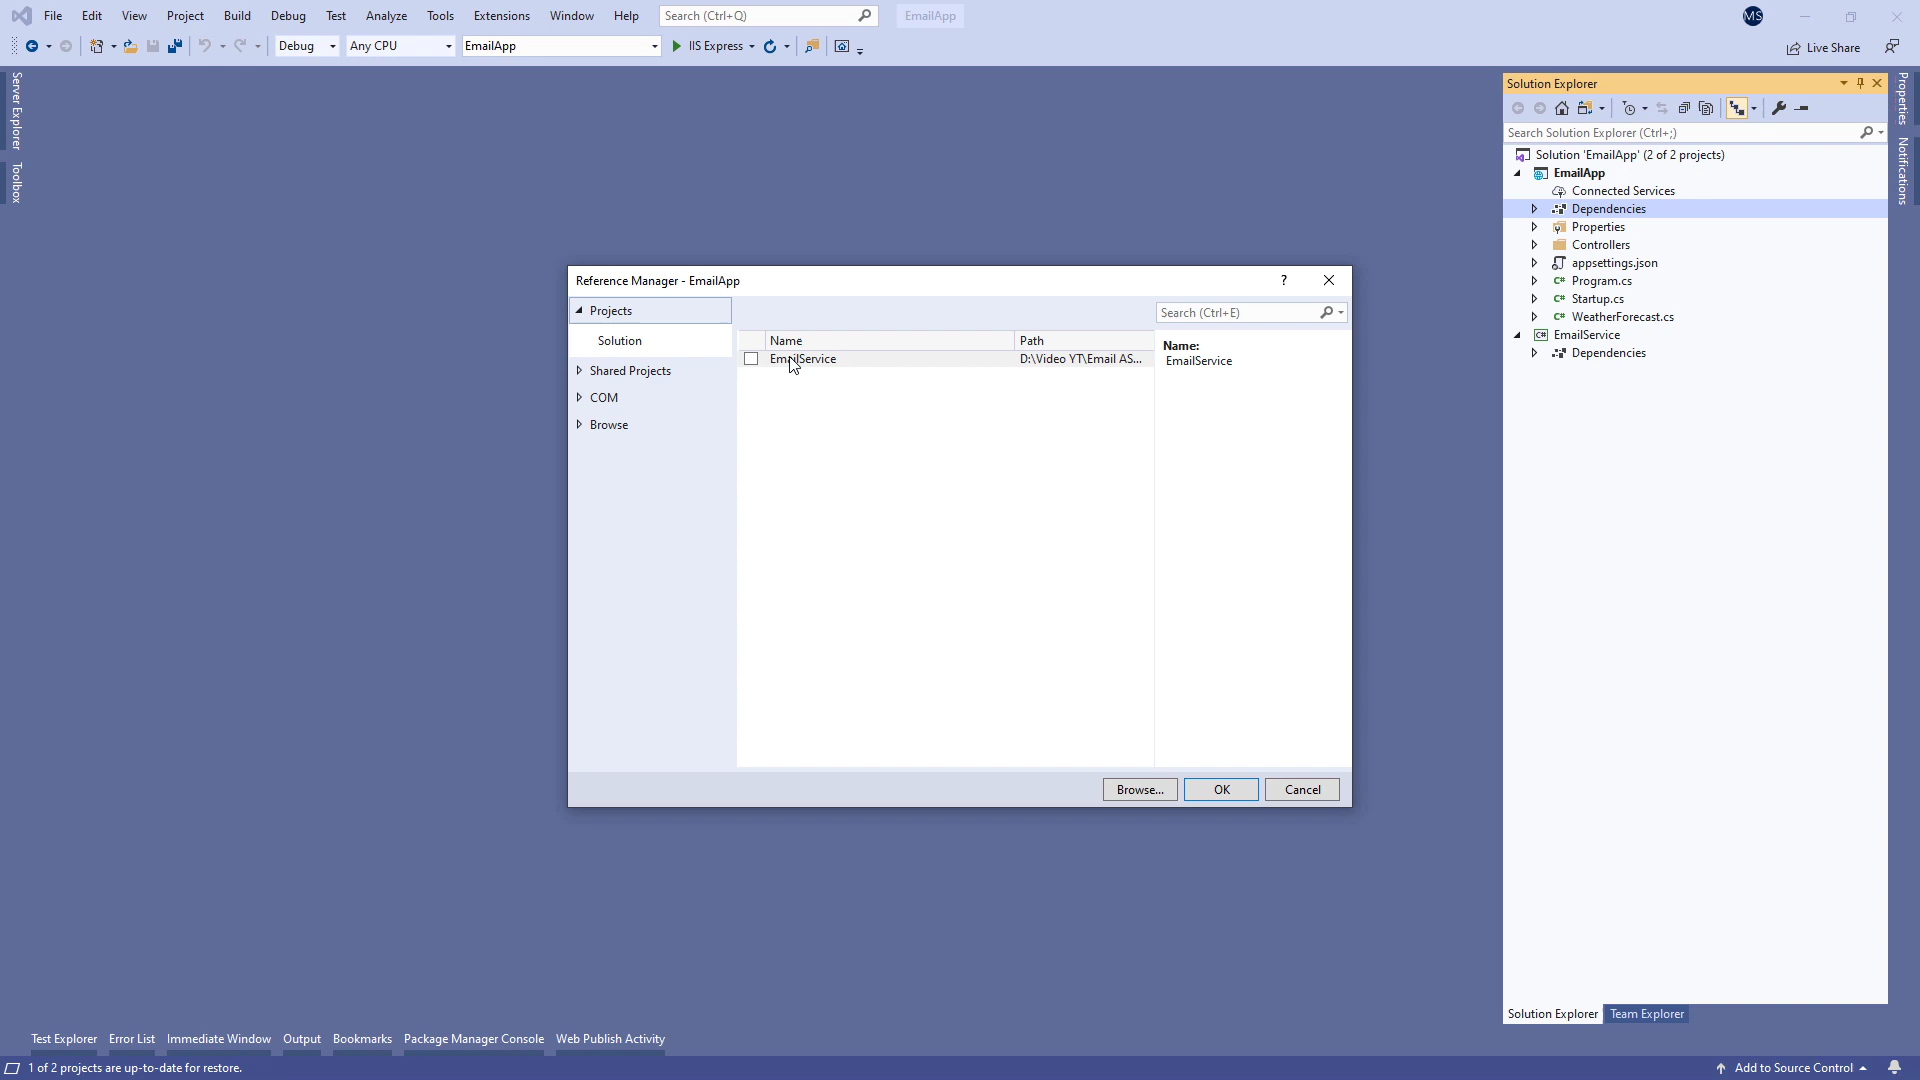 File Edit View Project Build Debug Test Analyze Tools Extensions Window Help Search (Ctrl+Q) EmailApp MS
Debug Any CPU EmailApp IIS Express Live Share
Server Explorer
Toolbox
Solution Explorer
Search Solution Explorer (Ctrl+;)
Solution 'EmailApp' (2 of 2 projects)
EmailApp
Connected Services
Dependencies
Properties
Controllers
appsettings.json
C# Program.cs
C# Startup.cs
C# WeatherForecast.cs
C# EmailService
Dependencies
Properties
Notifications
Reference Manager - EmailApp ?
Projects
Solution
Shared Projects
COM
Browse
Search (Ctrl+E)
Name Path
EmailService D:\Video YT\Email AS...
Name:
EmailService
Browse... OK Cancel
Solution Explorer Team Explorer
Test Explorer Error List Immediate Window Output Bookmarks Package Manager Console Web Publish Activity
1 of 2 projects are up-to-date for restore. Add to Source Control